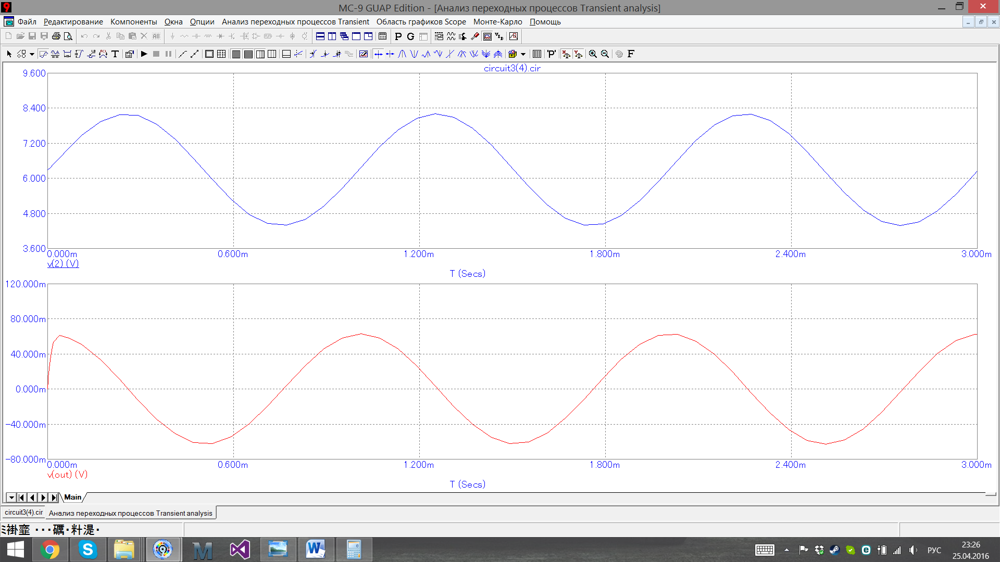 MC-9 GUAP Edition - [Анализ переходных процессов Transient analysis]
Файл Редактирование Компоненты Окна Опции Анализ переходных процессов Transient Область графиков Scope Монте-Карло Помощь
circuit3(4).cir
9.600
8.400
7.200
6.000
4.800
3.600
0.000m 0.600m 1.200m 1.800m 2.400m 3.000m
v(2) (V)
T (Secs)
120.000m
80.000m
40.000m
0.000m
-40.000m
-80.000m
0.000m 0.600m 1.200m 1.800m 2.400m 3.000m
v(out) (V)
T (Secs)
Main
circuit3(4).cir Анализ переходных процессов Transient analysis
РУС
23:26
25.04.2016